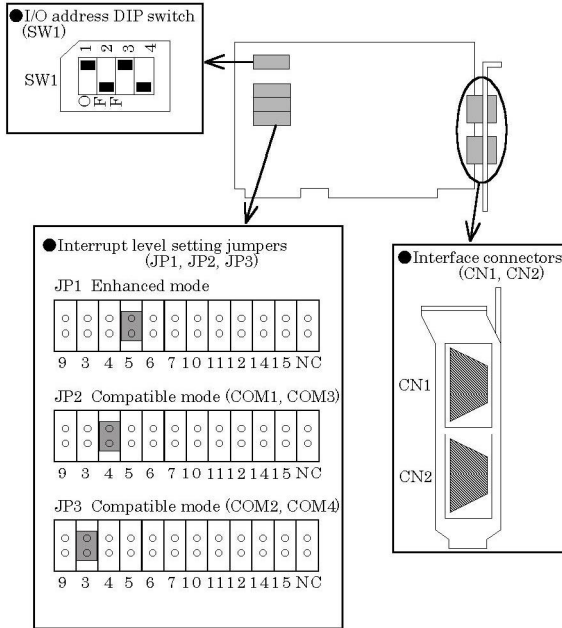 ●I/O address DIP switch
(SW1)
SW1
1 2 3 4
OFF
●Interrupt level setting jumpers
(JP1, JP2, JP3)
JP1 Enhanced mode
9 3 4 5 6 7 10 11 12 14 15 NC
JP2 Compatible mode (COM1, COM3)
9 3 4 5 6 7 10 11 12 14 15 NC
JP3 Compatible mode (COM2, COM4)
9 3 4 5 6 7 10 11 12 14 15 NC
●Interface connectors
(CN1, CN2)
CN1
CN2